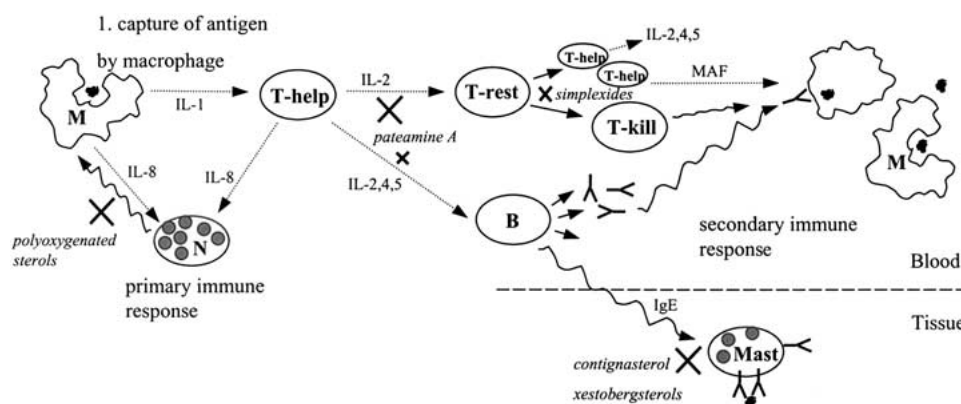 1. capture of antigen
by macrophage
M
IL-1
T-help
IL-2
pateamine A
IL-2,4,5
T-rest
T-help
T-help
IL-2,4,5
simplexides
T-kill
MAF
M
IL-8
IL-8
polyoxygenated
sterols
N
primary immune
response
B
secondary immune
response
Blood
Tissue
IgE
contignasterol
xestobergsterols
Mast